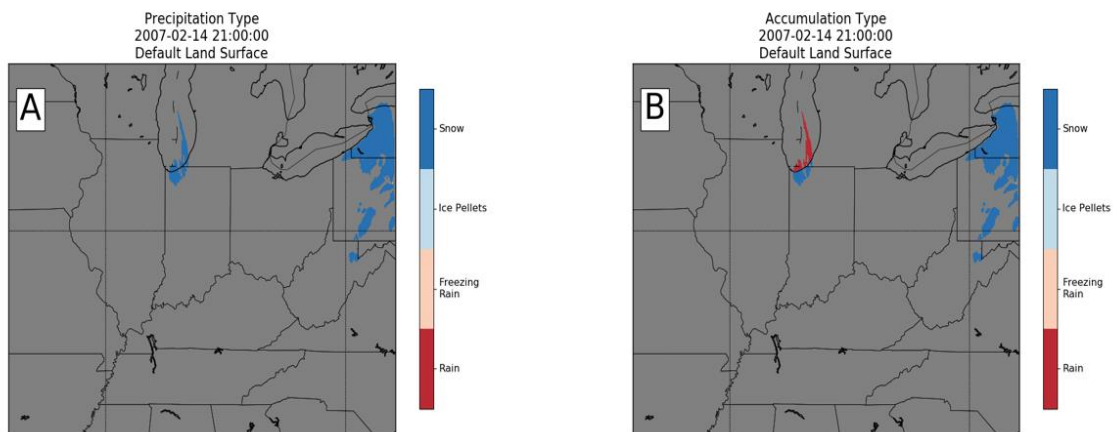 Precipitation Type
2007-02-14 21:00:00
Default Land Surface
A
Snow
Ice Pellets
Freezing
Rain
Rain
Accumulation Type
2007-02-14 21:00:00
Default Land Surface
B
Snow
Ice Pellets
Freezing
Rain
Rain